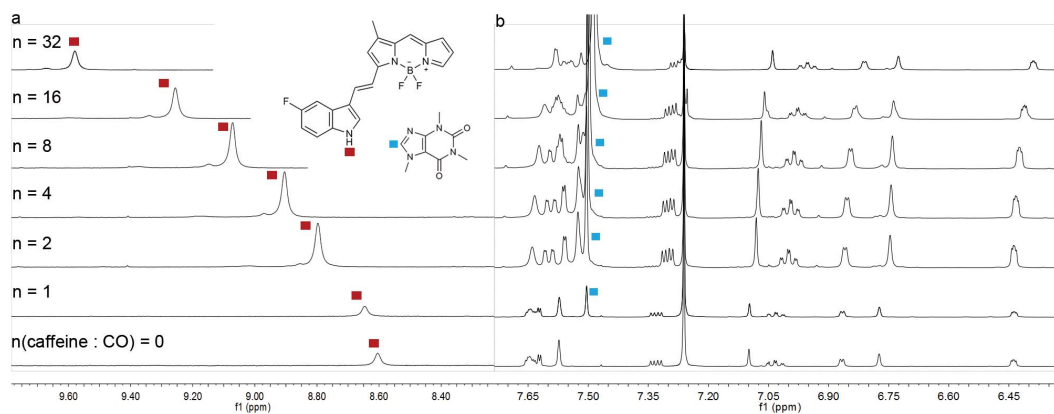 a
b
n = 32
n = 16
n = 8
n = 4
n = 2
n = 1
n(caffeine : CO) = 0
N
B
-
N
+
F
F
F
N
H
N
N
N
N
O
O
9.60
9.40
9.20
9.00
8.80
8.60
8.40
f1 (ppm)
7.65
7.50
7.35
7.20
7.05
6.90
6.75
6.60
6.45
f1 (ppm)